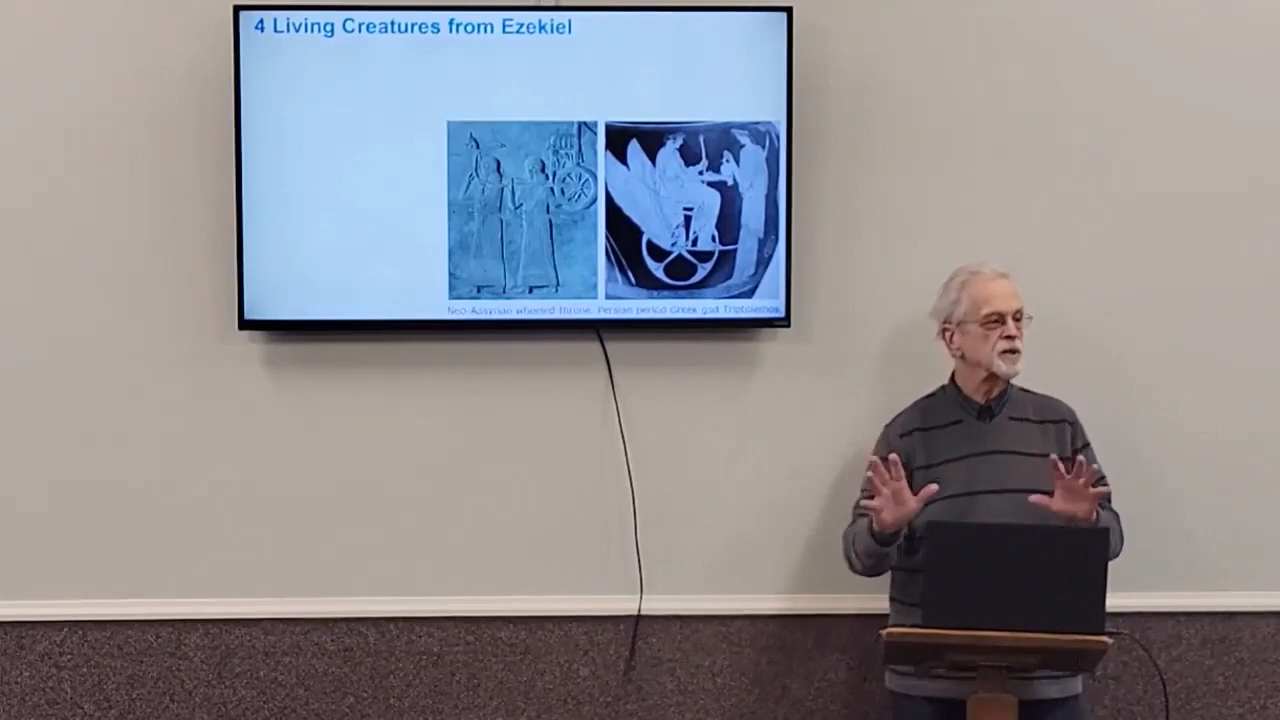 4 Living Creatures from Ezekiel
Neo-Assyrian wheeled throne, Persian period Greek god Triptolemos